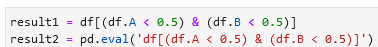 result1 = df[(df.A < 0.5) & (df.B < 0.5)]
result2 = pd.eval('df[(df.A < 0.5) & (df.B < 0.5)]')